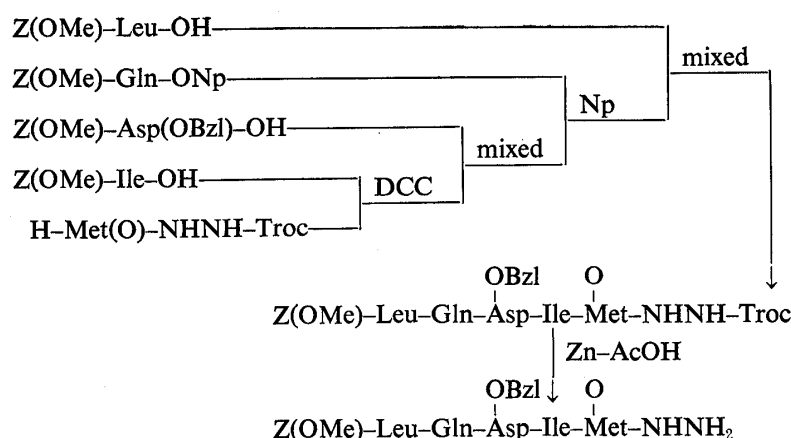 Z(OMe)–Leu–OH
mixed
Z(OMe)–Gln–ONp
Np
Z(OMe)–Asp(OBzl)–OH
mixed
Z(OMe)–Ile–OH
DCC
H–Met(O)–NHNH–Troc
OBzl O
Z(OMe)–Leu–Gln–Asp–Ile–Met–NHNH–Troc
Zn–AcOH
OBzl O
Z(OMe)–Leu–Gln–Asp–Ile–Met–NHNH₂